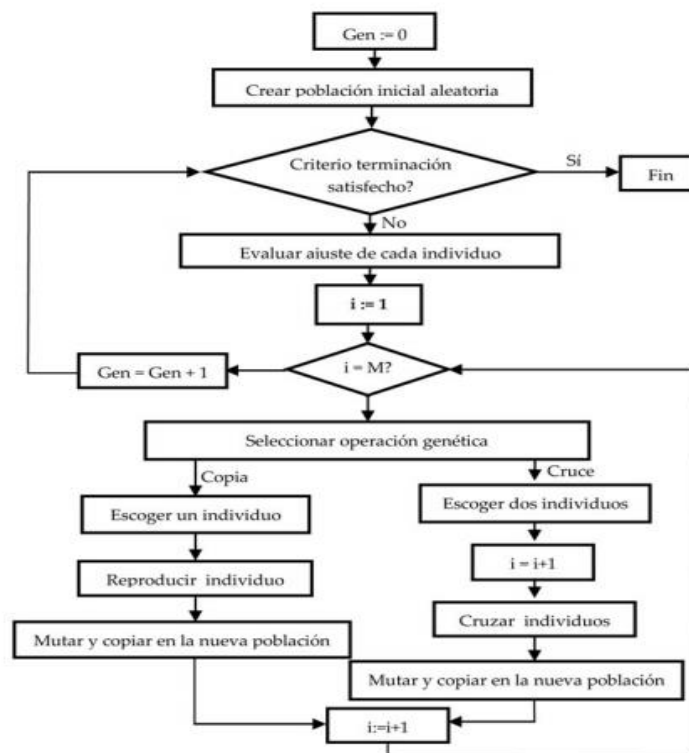 Gen := 0
Crear población inicial aleatoria
Criterio terminación
satisfecho?
Sí
Fin
No
Evaluar aiuste de cada individuo
i := 1
i = M?
Gen = Gen + 1
Seleccionar operación genética
Copia
Cruce
Escoger un individuo
Escoger dos individuos
i = i+1
Reproducir individuo
Cruzar individuos
Mutar y copiar en la nueva población
Mutar y copiar en la nueva población
i:=i+1